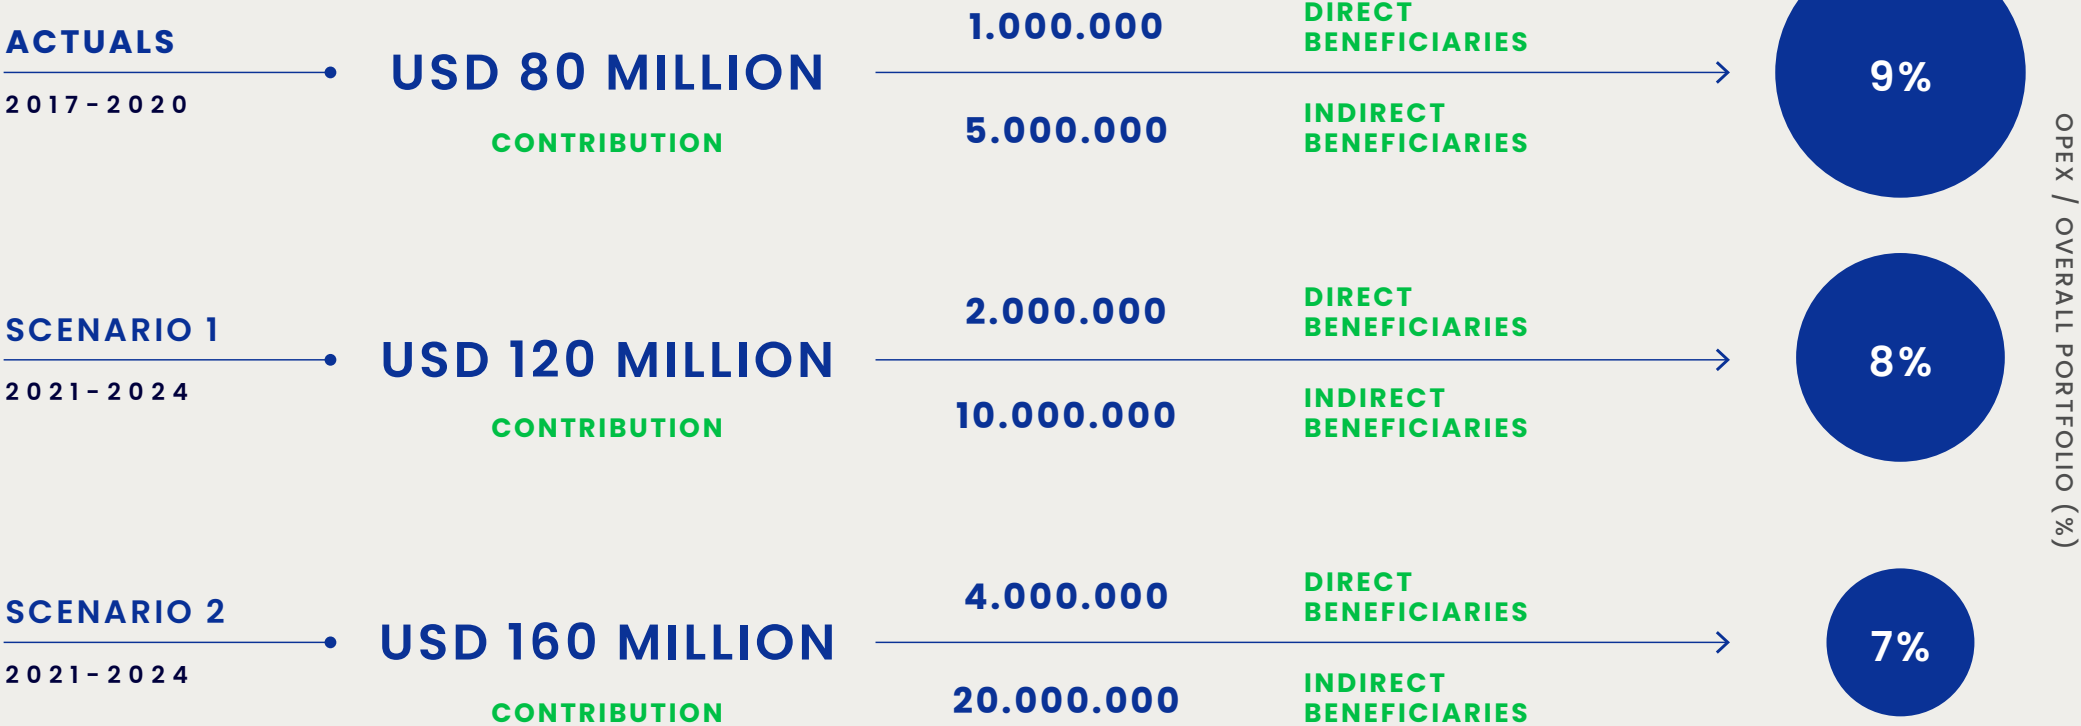 ACTUALS
2017-2020
USD 80 MILLION
CONTRIBUTION
1.000.000
DIRECT
BENEFICIARIES
5.000.000
INDIRECT
BENEFICIARIES
9%
SCENARIO 1
2021-2024
USD 120 MILLION
CONTRIBUTION
2.000.000
DIRECT
BENEFICIARIES
10.000.000
INDIRECT
BENEFICIARIES
8%
SCENARIO 2
2021-2024
USD 160 MILLION
CONTRIBUTION
4.000.000
DIRECT
BENEFICIARIES
20.000.000
INDIRECT
BENEFICIARIES
7%
OPEX / OVERALL PORTFOLIO (%)